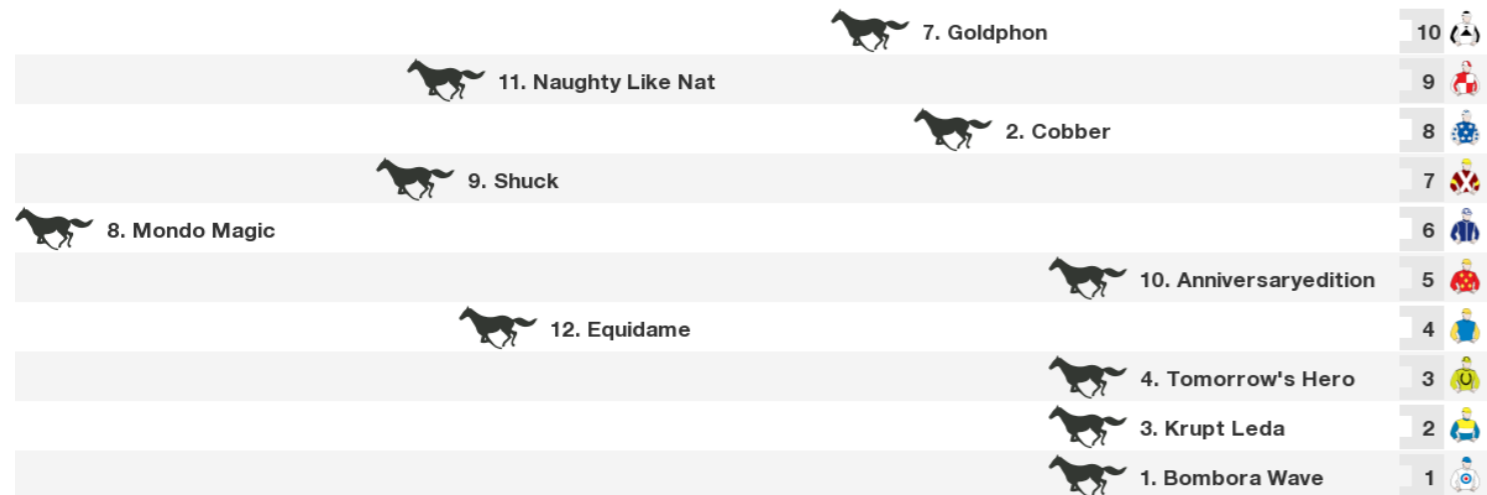 7. Goldphon 10
11. Naughty Like Nat 9
2. Cobber 8
9. Shuck 7
8. Mondo Magic 6
10. Anniversaryedition 5
12. Equidame 4
4. Tomorrow's Hero 3
3. Krupt Leda 2
1. Bombora Wave 1